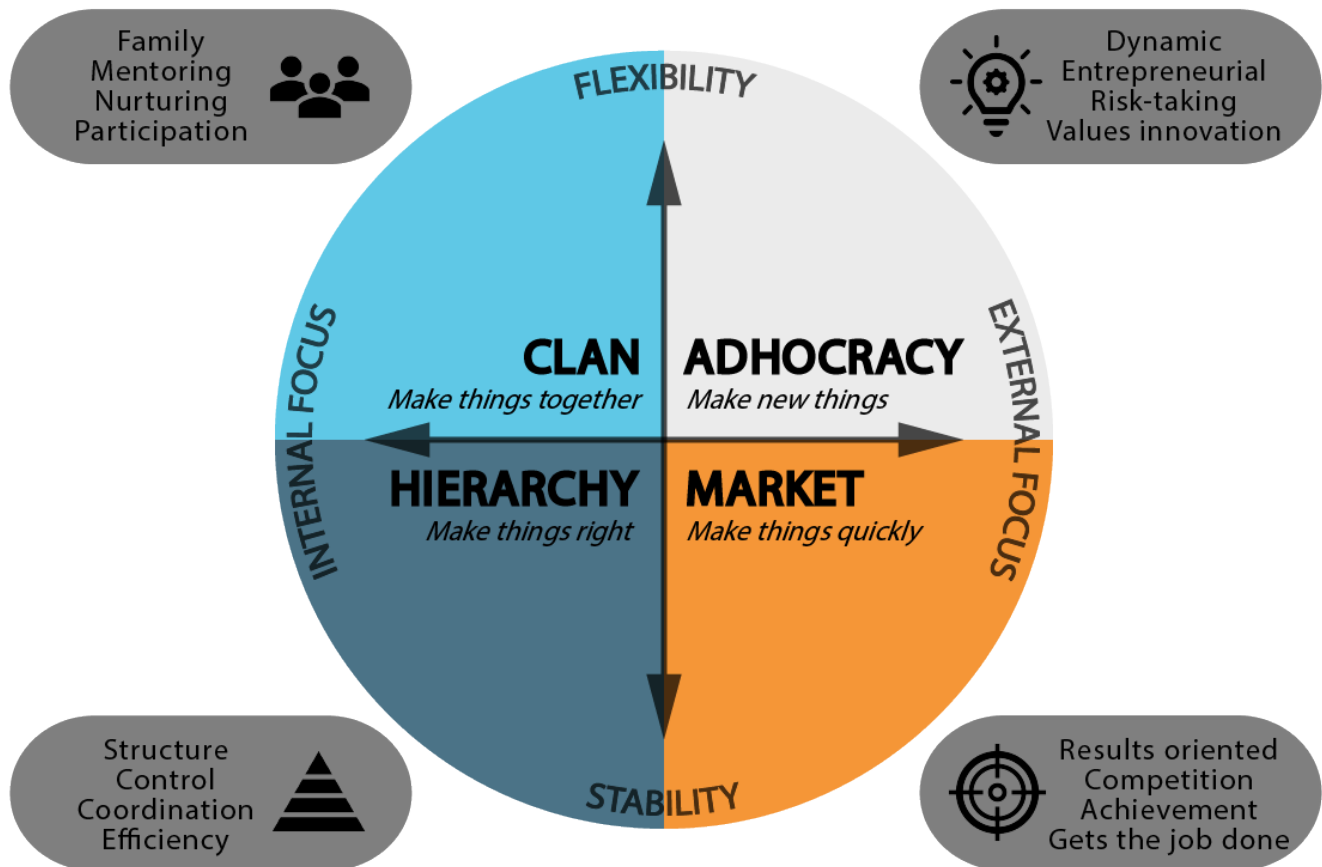 Family
Mentoring
Nurturing
Participation
Dynamic
Entrepreneurial
Risk-taking
Values innovation
FLEXIBILITY
INTERNAL FOCUS
EXTERNAL FOCUS
CLAN
Make things together
ADHOCRACY
Make new things
HIERARCHY
Make things right
MARKET
Make things quickly
STABILITY
Structure
Control
Coordination
Efficiency
Results oriented
Competition
Achievement
Gets the job done